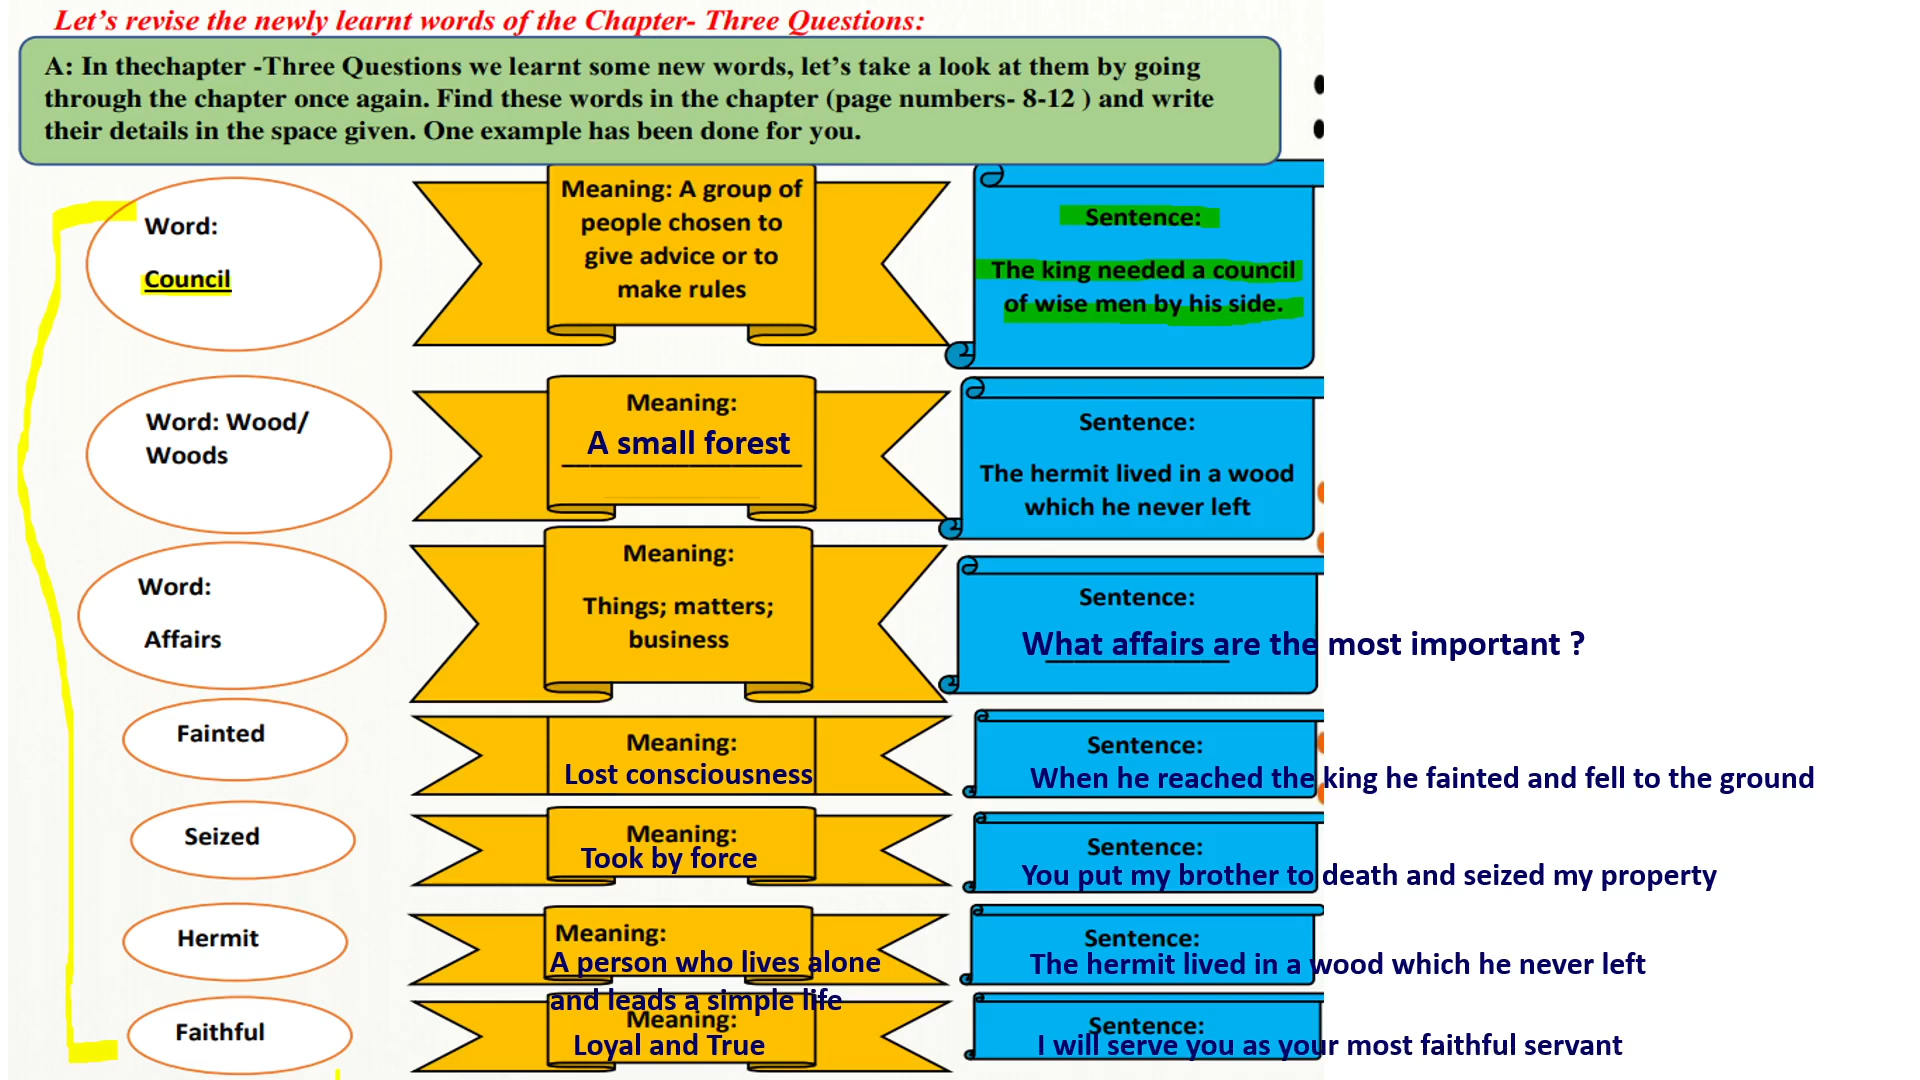 Let's revise the newly learnt words of the Chapter- Three Questions:
A: In thechapter -Three Questions we learnt some new words, let's take a look at them by going
through the chapter once again. Find these words in the chapter (page numbers- 8-12 ) and write
their details in the space given. One example has been done for you.
Word:
Council
Meaning: A group of
people chosen to
give advice or to
make rules
Sentence:
The king needed a council
of wise men by his side.
Word: Wood/
Woods
Meaning:
A small forest
Sentence:
The hermit lived in a wood
which he never left
Word:
Affairs
Meaning:
Things; matters;
business
Sentence:
What affairs are the most important ?
Fainted
Meaning:
Lost consciousness
Sentence:
When he reached the king he fainted and fell to the ground
Seized
Meaning:
Took by force
Sentence:
You put my brother to death and seized my property
Hermit
Meaning:
A person who lives alone
and leads a simple life
Sentence:
The hermit lived in a wood which he never left
Faithful
Meaning:
Loyal and True
Sentence:
I will serve you as your most faithful servant